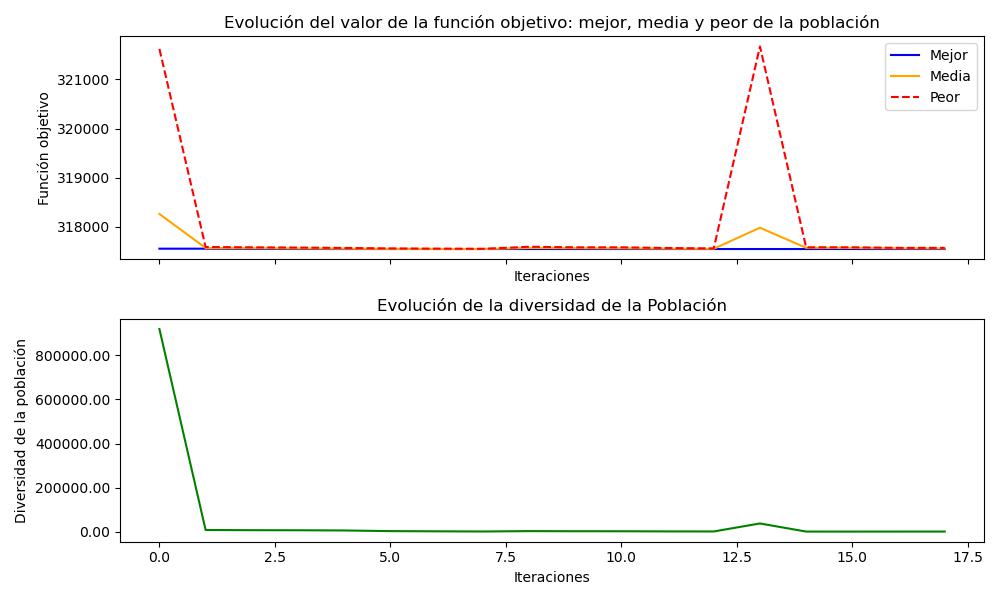 Evolución del valor de la función objetivo: mejor, media y peor de la población
Función objetivo
321000
320000
319000
318000
Mejor
Media
Peor
Iteraciones
Evolución de la diversidad de la Población
Diversidad de la población
800000.00
600000.00
400000.00
200000.00
0.00
0.0 2.5 5.0 7.5 10.0 12.5 15.0 17.5
Iteraciones